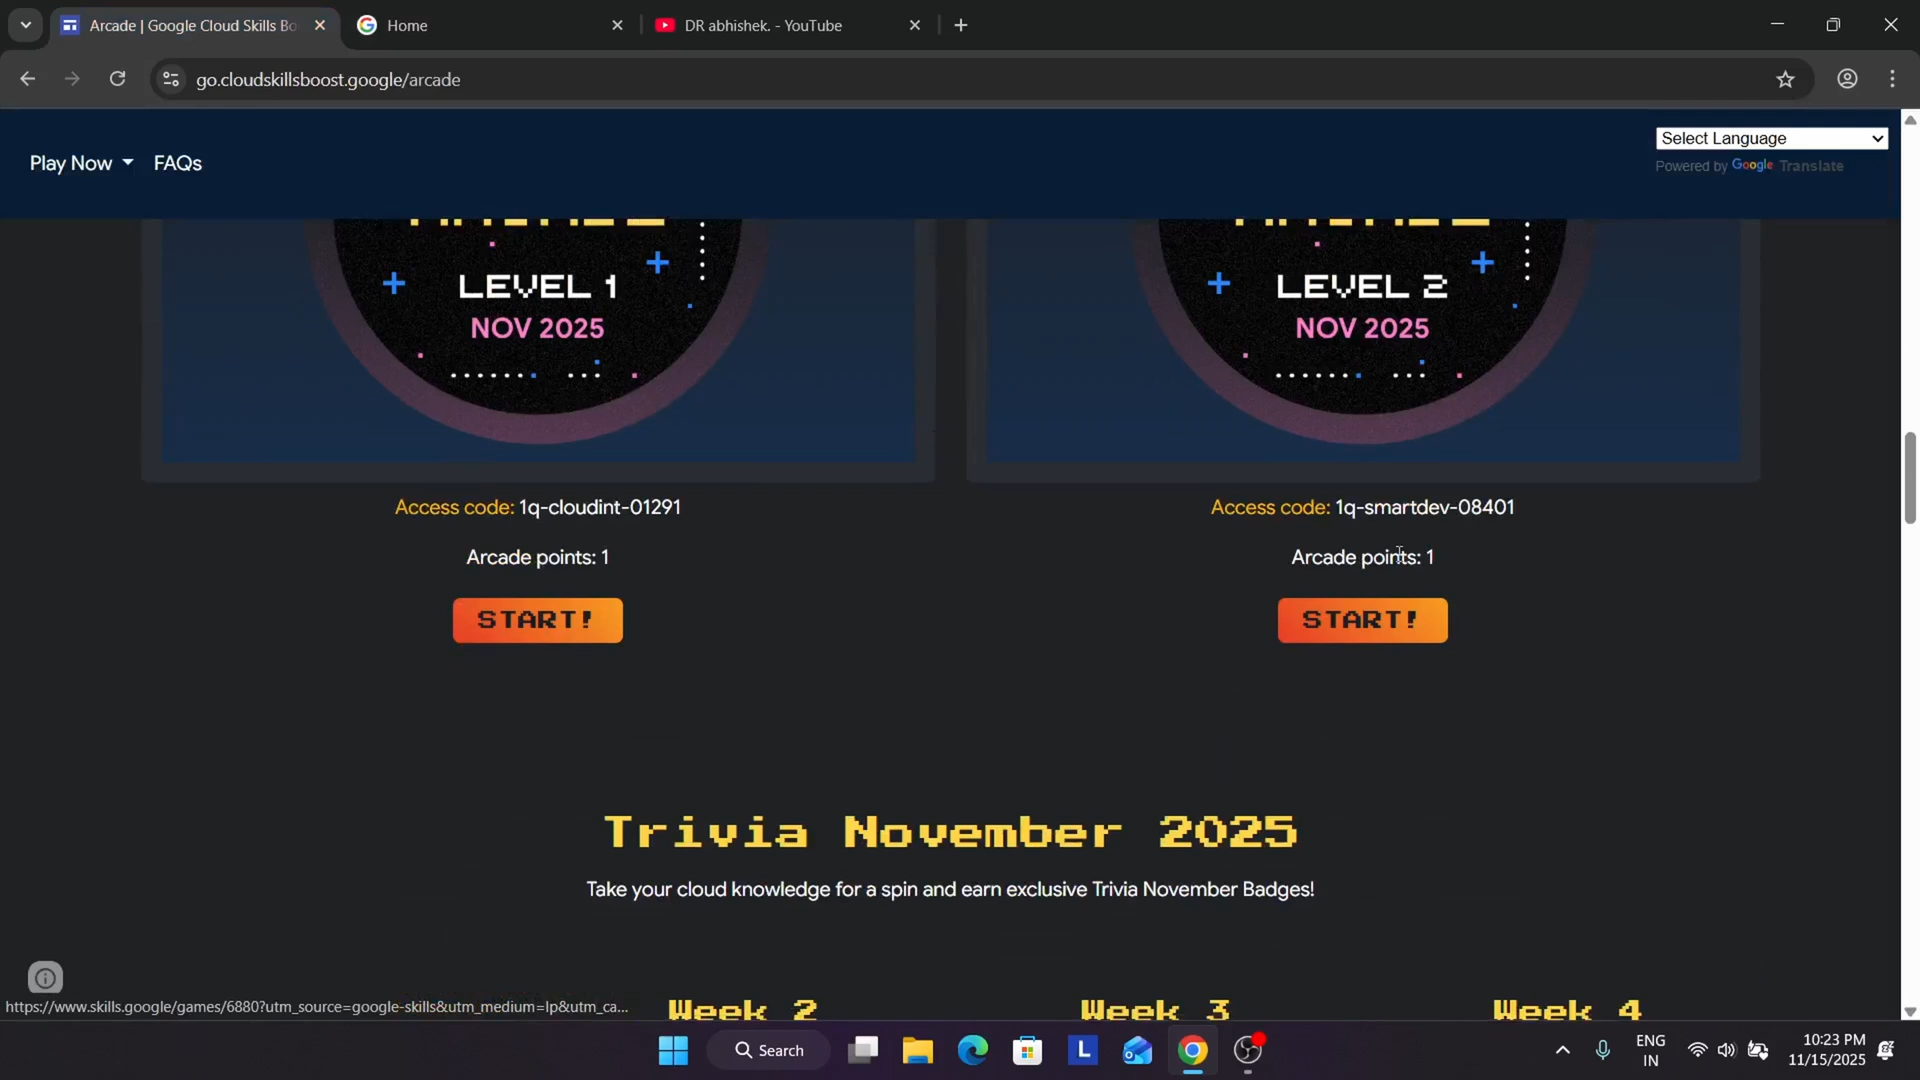 Arcade | Google Cloud Skills Bo
Home
DR abhishek. - YouTube
go.cloudskillsboost.google/arcade
Play Now
FAQs
Select Language
Powered by Google Translate
LEVEL 1
NOV 2025
LEVEL 2
NOV 2025
Access code: 1q-cloudint-01291
Access code: 1q-smartdev-08401
Arcade points: 1
Arcade points: 1
START!
START!
Trivia November 2025
Take your cloud knowledge for a spin and earn exclusive Trivia November Badges!
Week 2
Week 3
Week 4
https://www.skills.google/games/6880?utm_source=google-skills&utm_medium=lp&utm_ca...
Search
L
ENG
IN
10:23 PM
11/15/2025